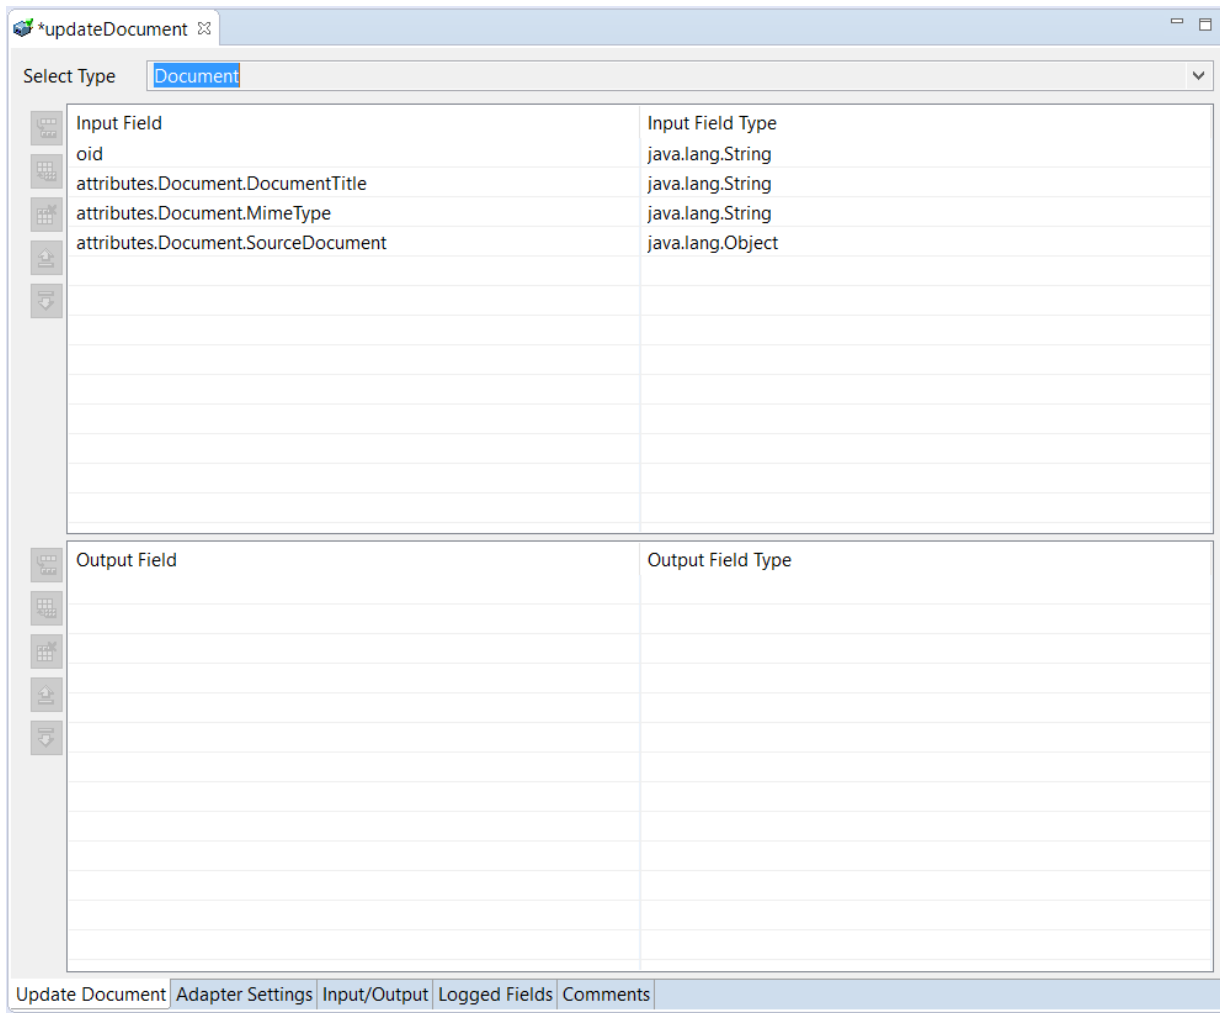 *updateDocument
Select Type Document
Input Field Input Field Type
oid java.lang.String
attributes.Document.DocumentTitle java.lang.String
attributes.Document.MimeType java.lang.String
attributes.Document.SourceDocument java.lang.Object
Output Field Output Field Type
Update Document Adapter Settings Input/Output Logged Fields Comments